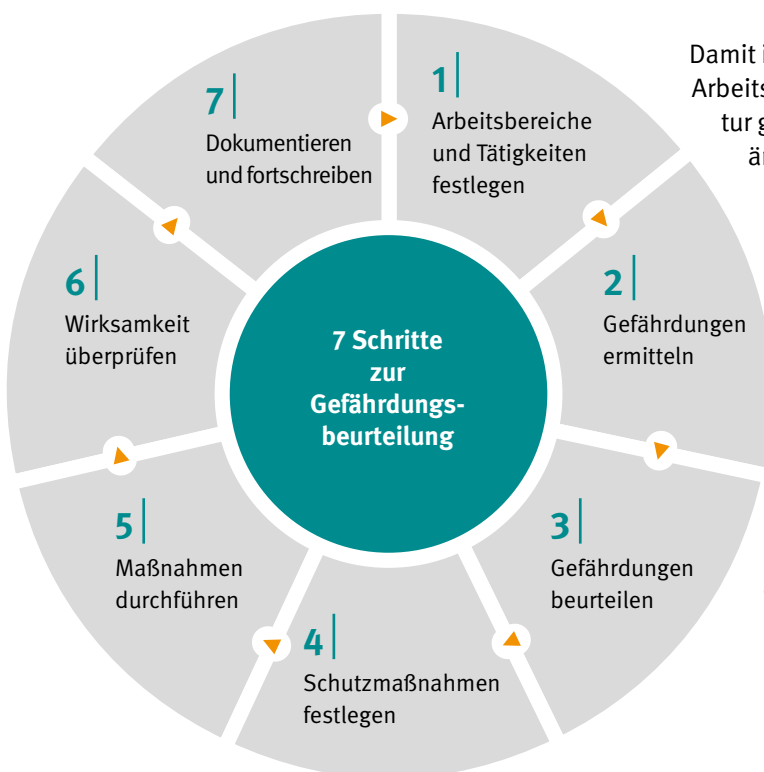 Damit i
Arbeits
tur g
än
1
Arbeitsbereiche
und Tätigkeiten
festlegen
2
Gefährdungen
ermitteln
3
Gefährdungen
beurteilen
4
Schutzmaßnahmen
festlegen
5
Maßnahmen
durchführen
6
Wirksamkeit
überprüfen
7
Dokumentieren
und fortschreiben
7 Schritte
zur
Gefährdungs-
beurteilung